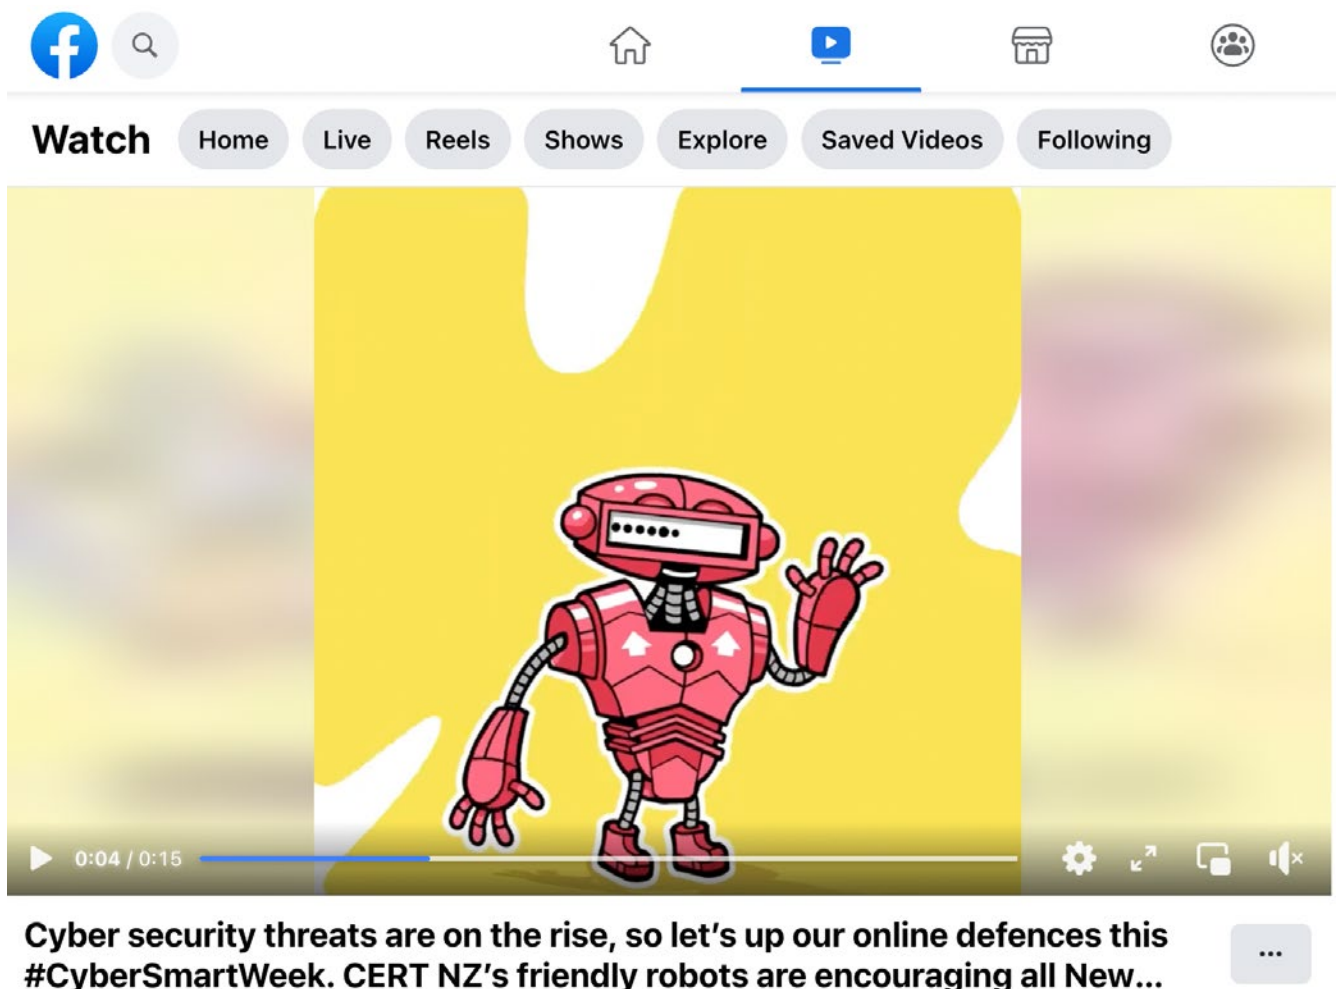 Watch Home Live Reels Shows Explore Saved Videos Following
0:04 / 0:15
Cyber security threats are on the rise, so let's up our online defences this
#CyberSmartWeek. CERT NZ's friendly robots are encouraging all New...